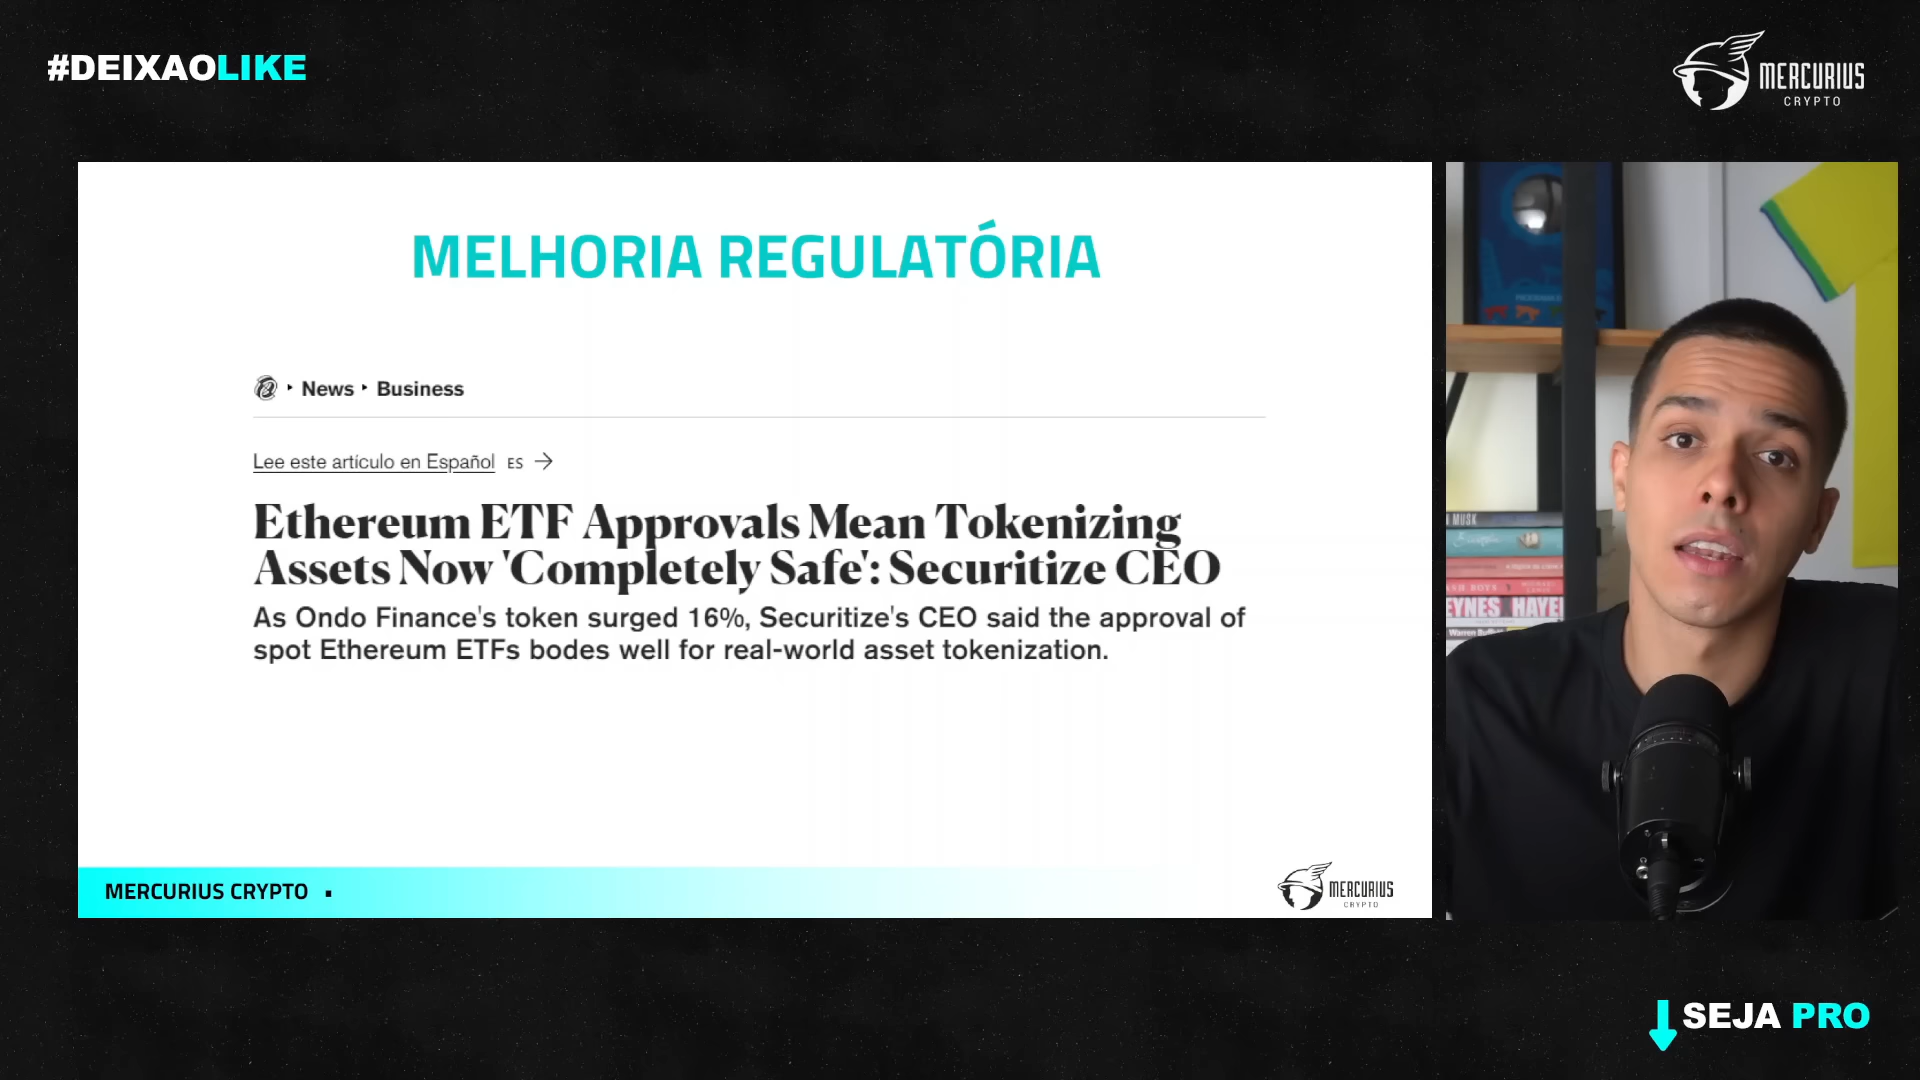 #DEIXAOLIKE
MERCURIUS
CRYPTO
MELHORIA REGULATÓRIA
News
Business
Lee este artículo en Español ES
Ethereum ETF Approvals Mean Tokenizing
Assets Now 'Completely Safe': Securitize CEO
As Ondo Finance's token surged 16%, Securitize's CEO said the approval of
spot Ethereum ETFs bodes well for real-world asset tokenization.
MERCURIUS CRYPTO
MERCURIUS
CRYPTO
MUSK
EYNES HAYE
SEJA PRO